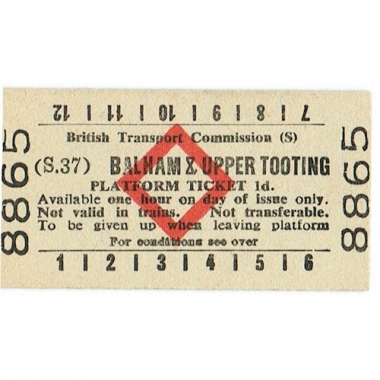 12 | 11 | 10 | 9 | 8 | 7
British Transport Commission (S)
(S.37) BALHAM & UPPER TOOTING
PLATFORM TICKET 1d.
Available one hour on day of issue only.
Not valid in trains. Not transferable.
To be given up when leaving platform
For conditions see over
1 | 2 | 3 | 4 | 5 | 6
8865
8865